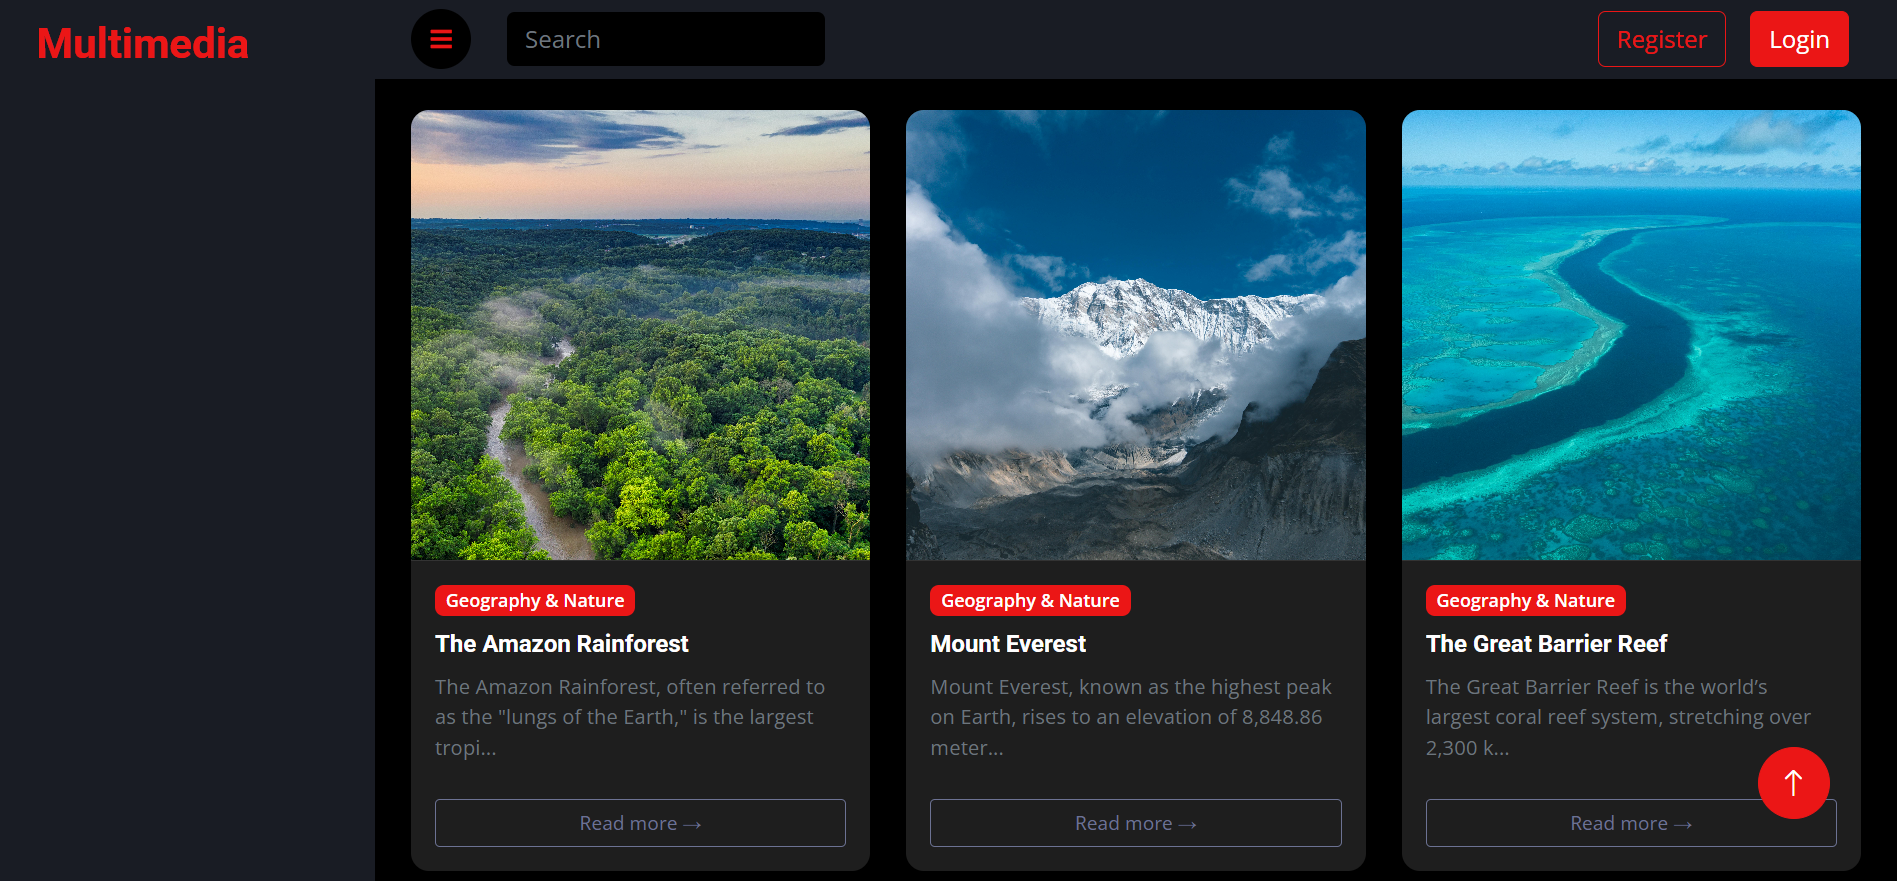 Multimedia
Search
Register
Login
Geography & Nature
The Amazon Rainforest
The Amazon Rainforest, often referred to
as the "lungs of the Earth," is the largest
tropi...
Read more →
Geography & Nature
Mount Everest
Mount Everest, known as the highest peak
on Earth, rises to an elevation of 8,848.86
meter...
Read more →
Geography & Nature
The Great Barrier Reef
The Great Barrier Reef is the world’s
largest coral reef system, stretching over
2,300 k...
Read more →